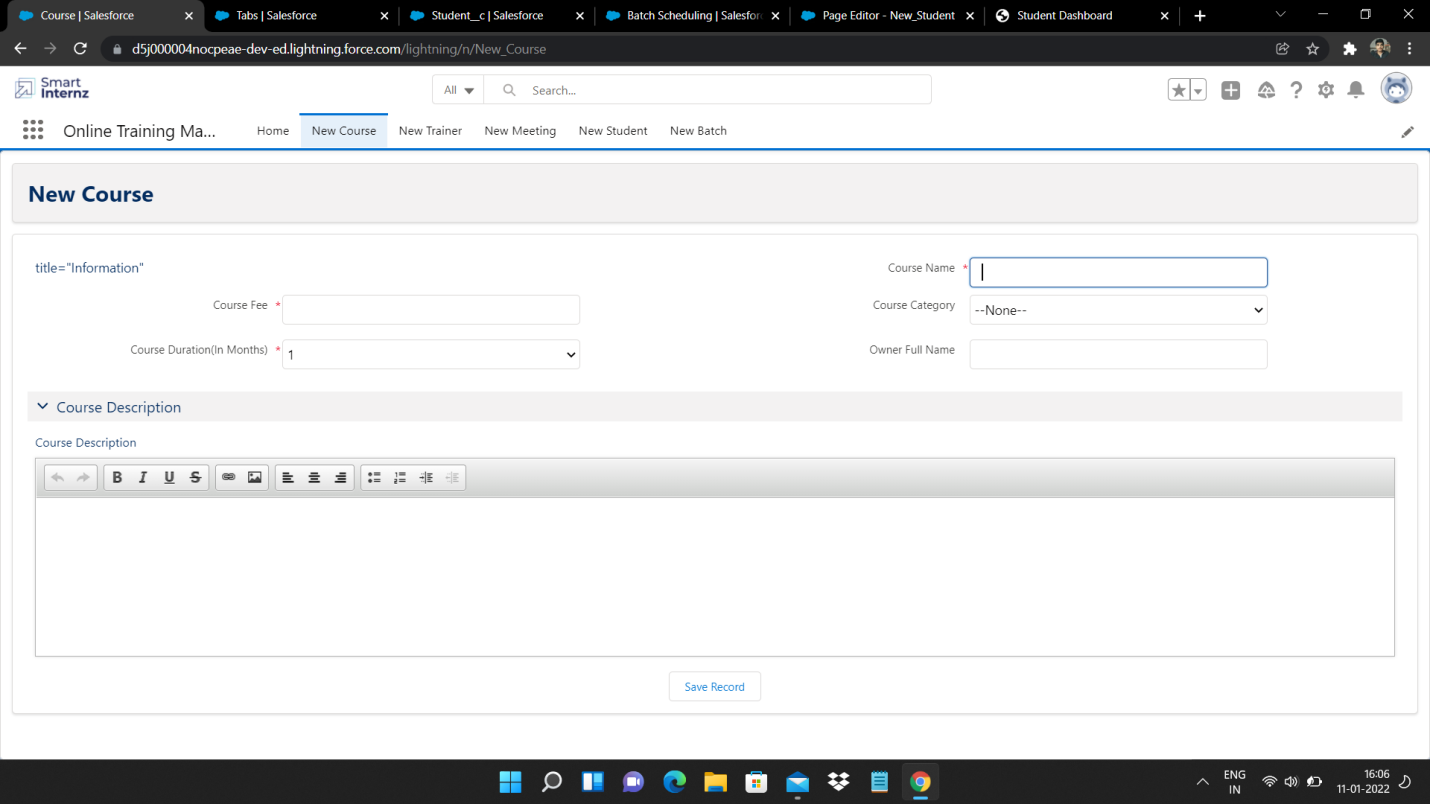 Course | Salesforce
Tabs | Salesforce
Student__c | Salesforce
Batch Scheduling | Salesforc
Page Editor - New_Student
Student Dashboard
d5j000004nocpeae-dev-ed.lightning.force.com/lightning/n/New_Course
Smart
Internz
All
Search...
Online Training Ma...
Home
New Course
New Trainer
New Meeting
New Student
New Batch
New Course
title="Information"
Course Name *
Course Fee *
Course Category
--None--
Course Duration(In Months) *
1
Owner Full Name
Course Description
Course Description
B I U S
Save Record
ENG
IN
16:06
11-01-2022